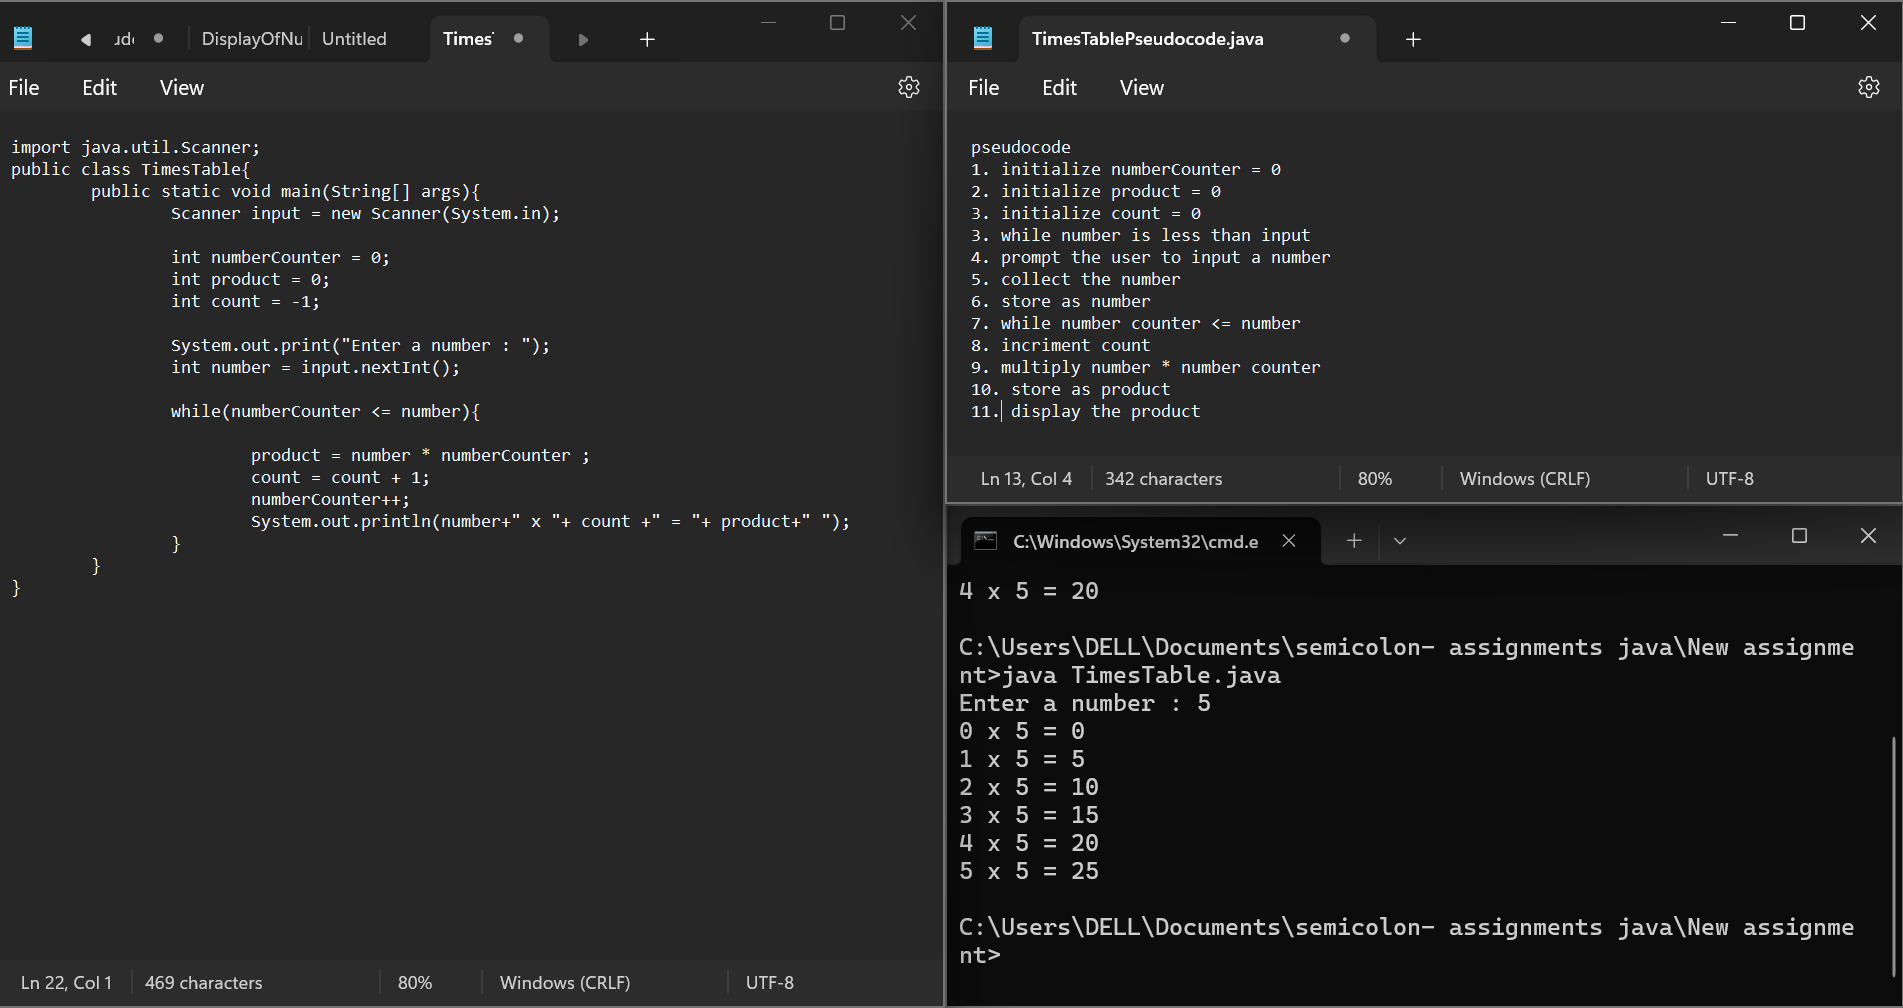 DisplayOfNu
Untitled
Times
File Edit View
import java.util.Scanner;
public class TimesTable{
public static void main(String[] args){
Scanner input = new Scanner(System.in);
int numberCounter = 0;
int product = 0;
int count = -1;
System.out.print("Enter a number : ");
int number = input.nextInt();
while(numberCounter <= number){
product = number * numberCounter ;
count = count + 1;
numberCounter++;
System.out.println(number+" x "+ count +" = "+ product+" ");
}
}
}
Ln 22, Col 1 469 characters 80% Windows (CRLF) UTF-8
TimesTablePseudocode.java
File Edit View
pseudocode
1. initialize numberCounter = 0
2. initialize product = 0
3. initialize count = 0
3. while number is less than input
4. prompt the user to input a number
5. collect the number
6. store as number
7. while number counter <= number
8. incriment count
9. multiply number * number counter
10. store as product
11. display the product
Ln 13, Col 4 342 characters 80% Windows (CRLF) UTF-8
C:\Windows\System32\cmd.e
4 x 5 = 20
C:\Users\DELL\Documents\semicolon- assignments java\New assignme
nt>java TimesTable.java
Enter a number : 5
0 x 5 = 0
1 x 5 = 5
2 x 5 = 10
3 x 5 = 15
4 x 5 = 20
5 x 5 = 25
C:\Users\DELL\Documents\semicolon- assignments java\New assignme
nt>